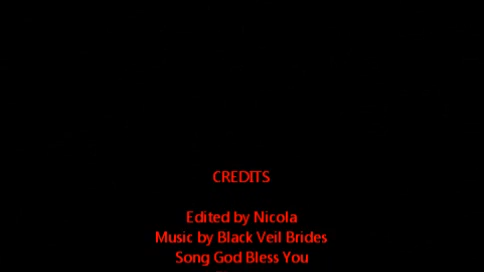 CREDITS
Edited by Nicola
Music by Black Veil Brides
Song God Bless You